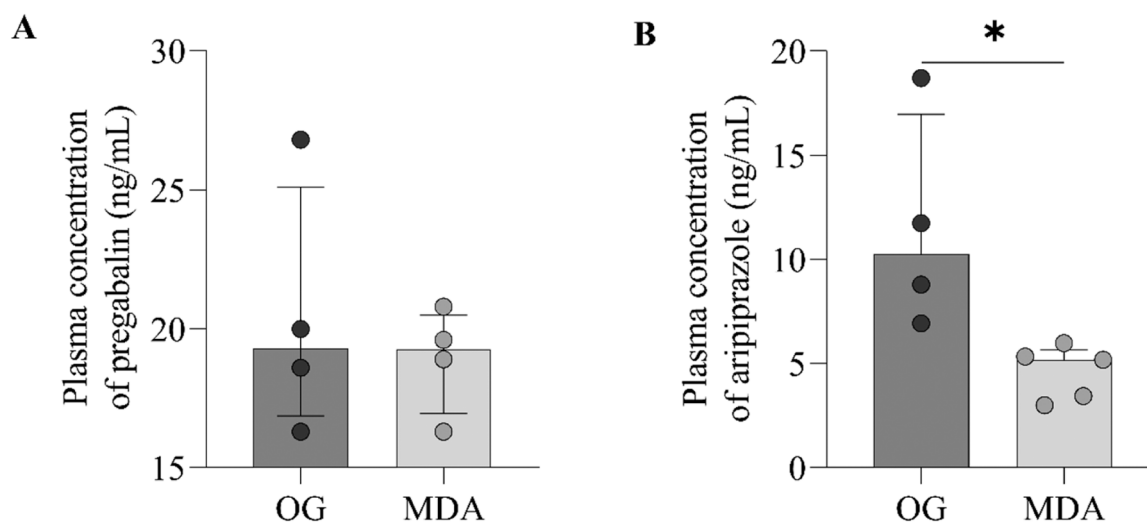 A
Plasma concentration
of pregabalin (ng/mL)
30
25
20
15
OG
MDA
B
*
Plasma concentration
of aripiprazole (ng/mL)
20
15
10
5
0
OG
MDA